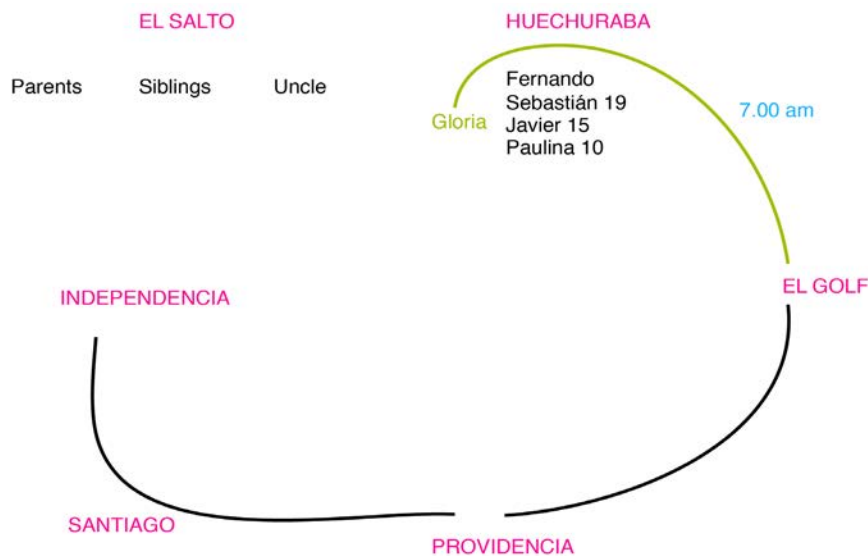 EL SALTO
HUECHURABA
Parents
Siblings
Uncle
Gloria
Fernando
Sebastián 19
Javier 15
Paulina 10
7.00 am
INDEPENDENCIA
EL GOLF
SANTIAGO
PROVIDENCIA